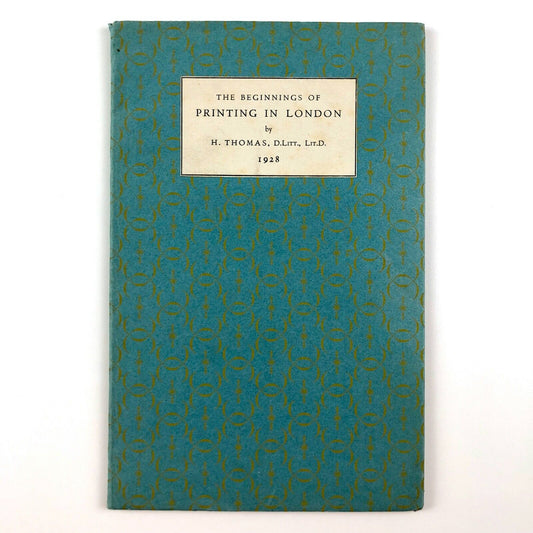 THE BEGINNINGS OF
PRINTING IN LONDON
by
H. THOMAS, D.LITT., LIT.D.
1928